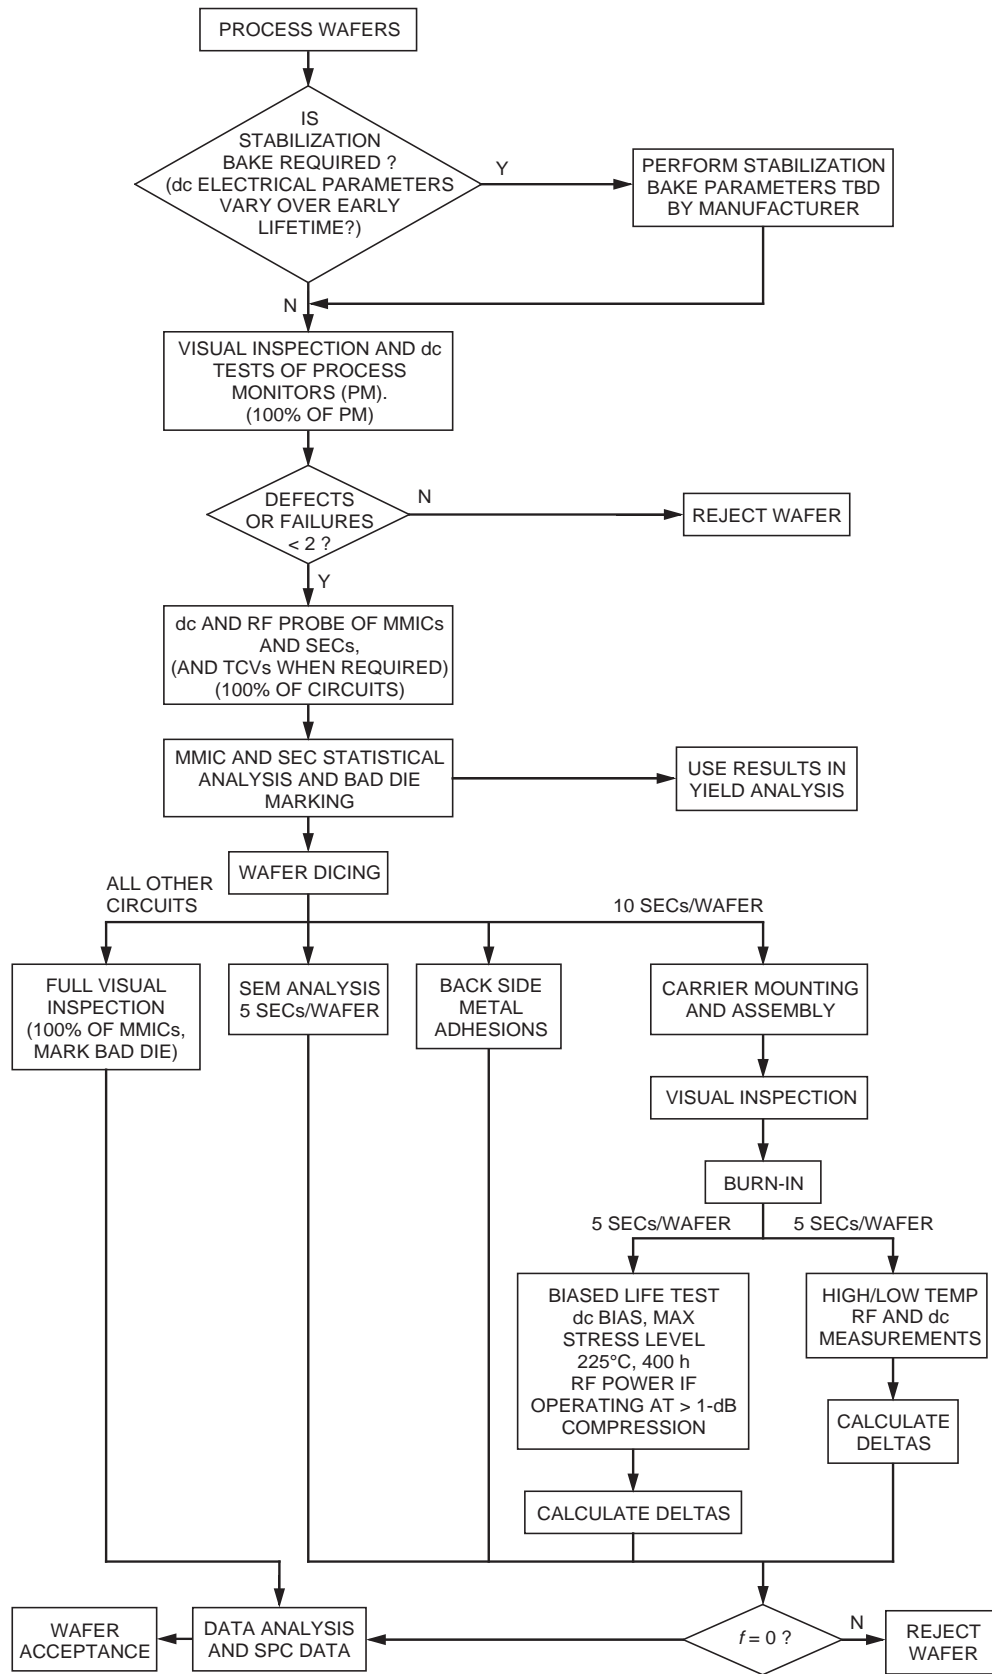 PROCESS WAFERS
IS
STABILIZATION
BAKE REQUIRED ?
(dc ELECTRICAL PARAMETERS
VARY OVER EARLY
LIFETIME?)
Y
PERFORM STABILIZATION
BAKE PARAMETERS TBD
BY MANUFACTURER
N
VISUAL INSPECTION AND dc
TESTS OF PROCESS
MONITORS (PM).
(100% OF PM)
DEFECTS
OR FAILURES
< 2 ?
N
REJECT WAFER
Y
dc AND RF PROBE OF MMICs
AND SECs,
(AND TCVs WHEN REQUIRED)
(100% OF CIRCUITS)
MMIC AND SEC STATISTICAL
ANALYSIS AND BAD DIE
MARKING
USE RESULTS IN
YIELD ANALYSIS
WAFER DICING
ALL OTHER
CIRCUITS
10 SECs/WAFER
FULL VISUAL
INSPECTION
(100% OF MMICs,
MARK BAD DIE)
SEM ANALYSIS
5 SECs/WAFER
BACK SIDE
METAL
ADHESIONS
CARRIER MOUNTING
AND ASSEMBLY
VISUAL INSPECTION
BURN-IN
5 SECs/WAFER
5 SECs/WAFER
BIASED LIFE TEST
dc BIAS, MAX
STRESS LEVEL
225°C, 400 h
RF POWER IF
OPERATING AT > 1-dB
COMPRESSION
HIGH/LOW TEMP
RF AND dc
MEASUREMENTS
CALCULATE
DELTAS
CALCULATE DELTAS
WAFER
ACCEPTANCE
DATA ANALYSIS
AND SPC DATA
f = 0 ?
N
REJECT
WAFER